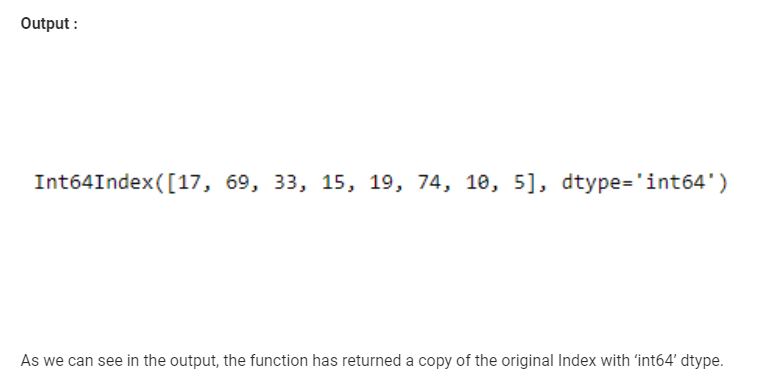 Output :
Int64Index([17, 69, 33, 15, 19, 74, 10, 5], dtype='int64')
As we can see in the output, the function has returned a copy of the original Index with ‘int64’ dtype.